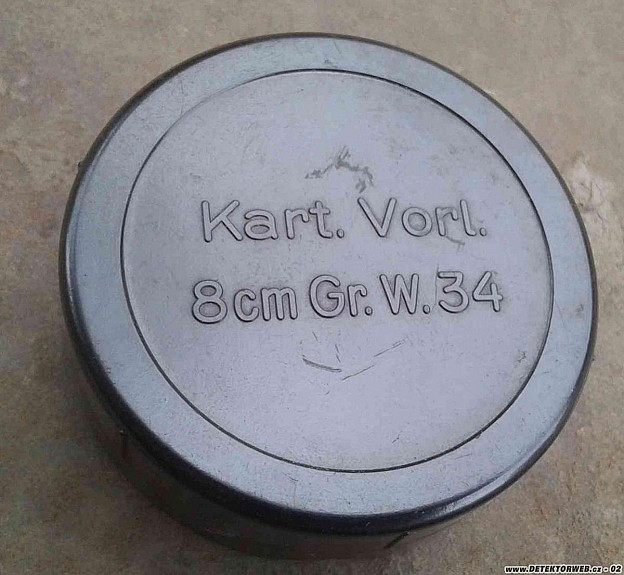 Kart. Vorl.
8cm Gr. W. 34
www.DETEKTORWEB.cz - 02